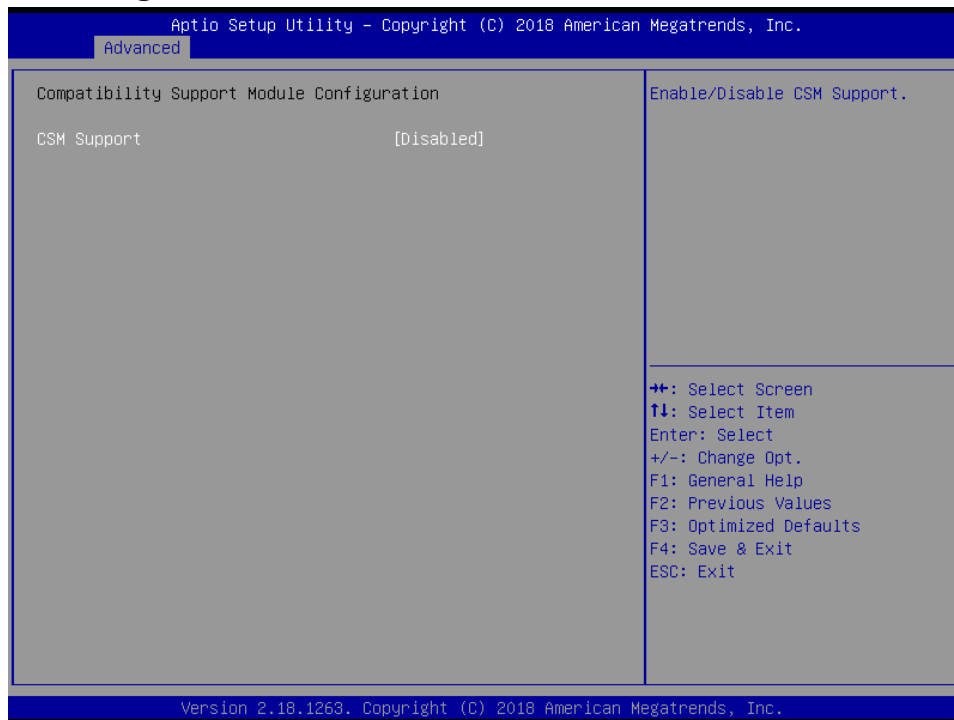 Aptio Setup Utility – Copyright (C) 2018 American Megatrends, Inc.
Advanced
Compatibility Support Module Configuration
CSM Support [Disabled]
Enable/Disable CSM Support.
→←: Select Screen
↑↓: Select Item
Enter: Select
+/-: Change Opt.
F1: General Help
F2: Previous Values
F3: Optimized Defaults
F4: Save & Exit
ESC: Exit
Version 2.18.1263. Copyright (C) 2018 American Megatrends, Inc.